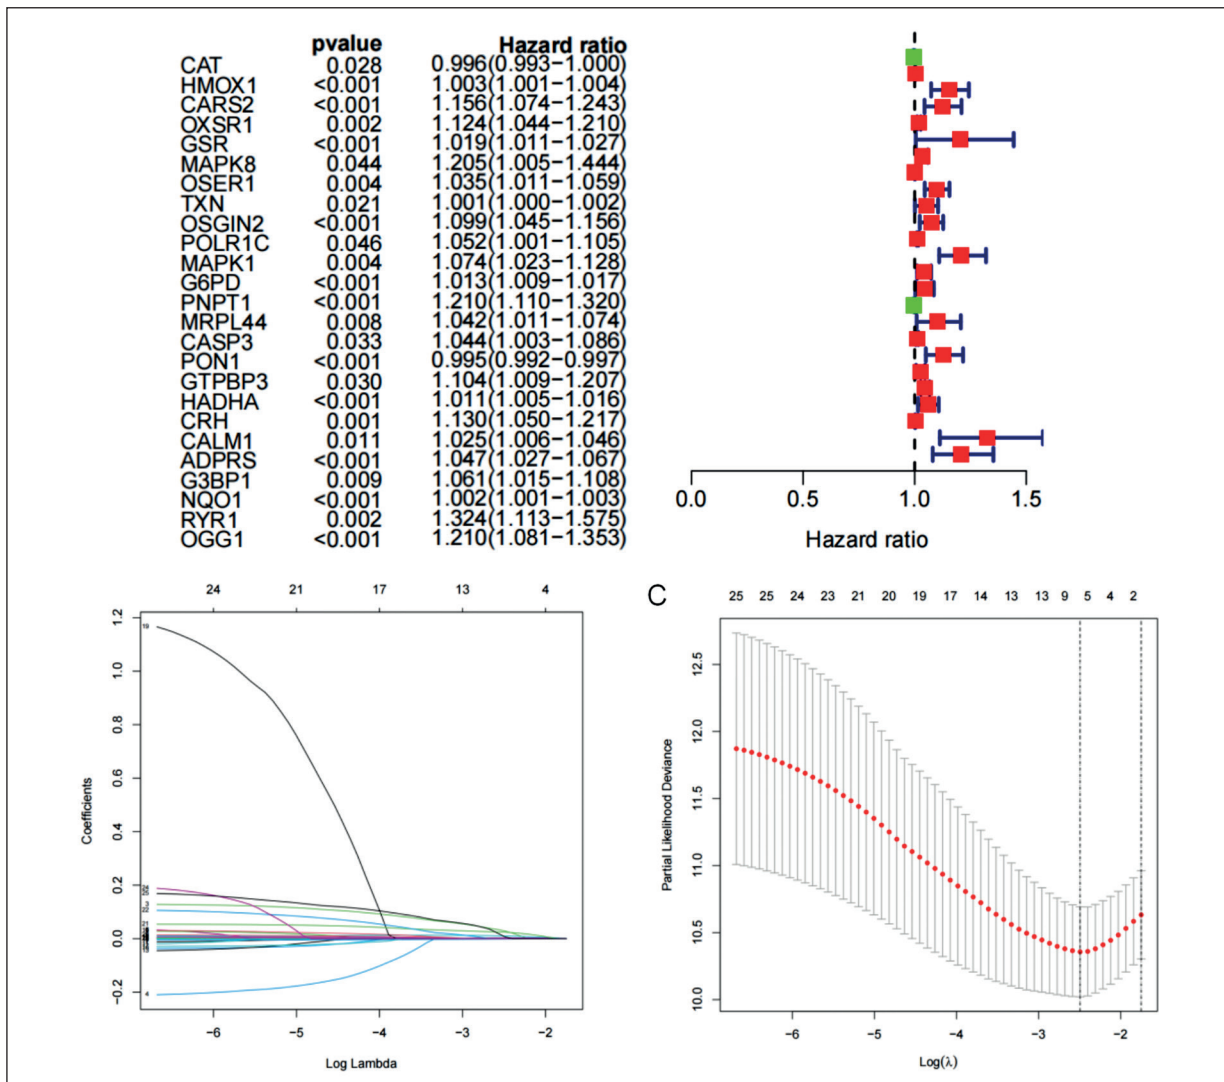 pvalue Hazard ratio
CAT 0.028 0.996(0.993−1.000)
HMOX1 <0.001 1.003(1.001−1.004)
CARS2 <0.001 1.156(1.074−1.243)
OXSR1 0.002 1.124(1.044−1.210)
GSR <0.001 1.019(1.011−1.027)
MAPK8 0.044 1.205(1.005−1.444)
OSER1 0.004 1.035(1.011−1.059)
TXN 0.021 1.001(1.000−1.002)
OSGIN2 <0.001 1.099(1.045−1.156)
POLR1C 0.046 1.052(1.001−1.105)
MAPK1 0.004 1.074(1.023−1.128)
G6PD <0.001 1.013(1.009−1.017)
PNPT1 <0.001 1.210(1.110−1.320)
MRPL44 0.008 1.042(1.011−1.074)
CASP3 0.033 1.044(1.003−1.086)
PON1 <0.001 0.995(0.992−0.997)
GTPBP3 0.030 1.104(1.009−1.207)
HADHA <0.001 1.011(1.005−1.016)
CRH 0.001 1.130(1.050−1.217)
CALM1 0.011 1.025(1.006−1.046)
ADPRS <0.001 1.047(1.027−1.067)
G3BP1 0.009 1.061(1.015−1.108)
NQO1 <0.001 1.002(1.001−1.003)
RYR1 0.002 1.324(1.113−1.575)
OGG1 <0.001 1.210(1.081−1.353)
0.0 0.5 1.0 1.5
Hazard ratio
24 21 17 13 4
1.2
1.0
0.8
0.6
0.4
0.2
0.0
−0.2
Coefficients
19
25
3
22
21
4
−6 −5 −4 −3 −2
Log Lambda
C
25 25 24 23 21 20 19 17 14 13 13 9 5 4 2
12.5
12.0
11.5
11.0
10.5
10.0
Partial Likelihood Deviance
−6 −5 −4 −3 −2
Log(λ)